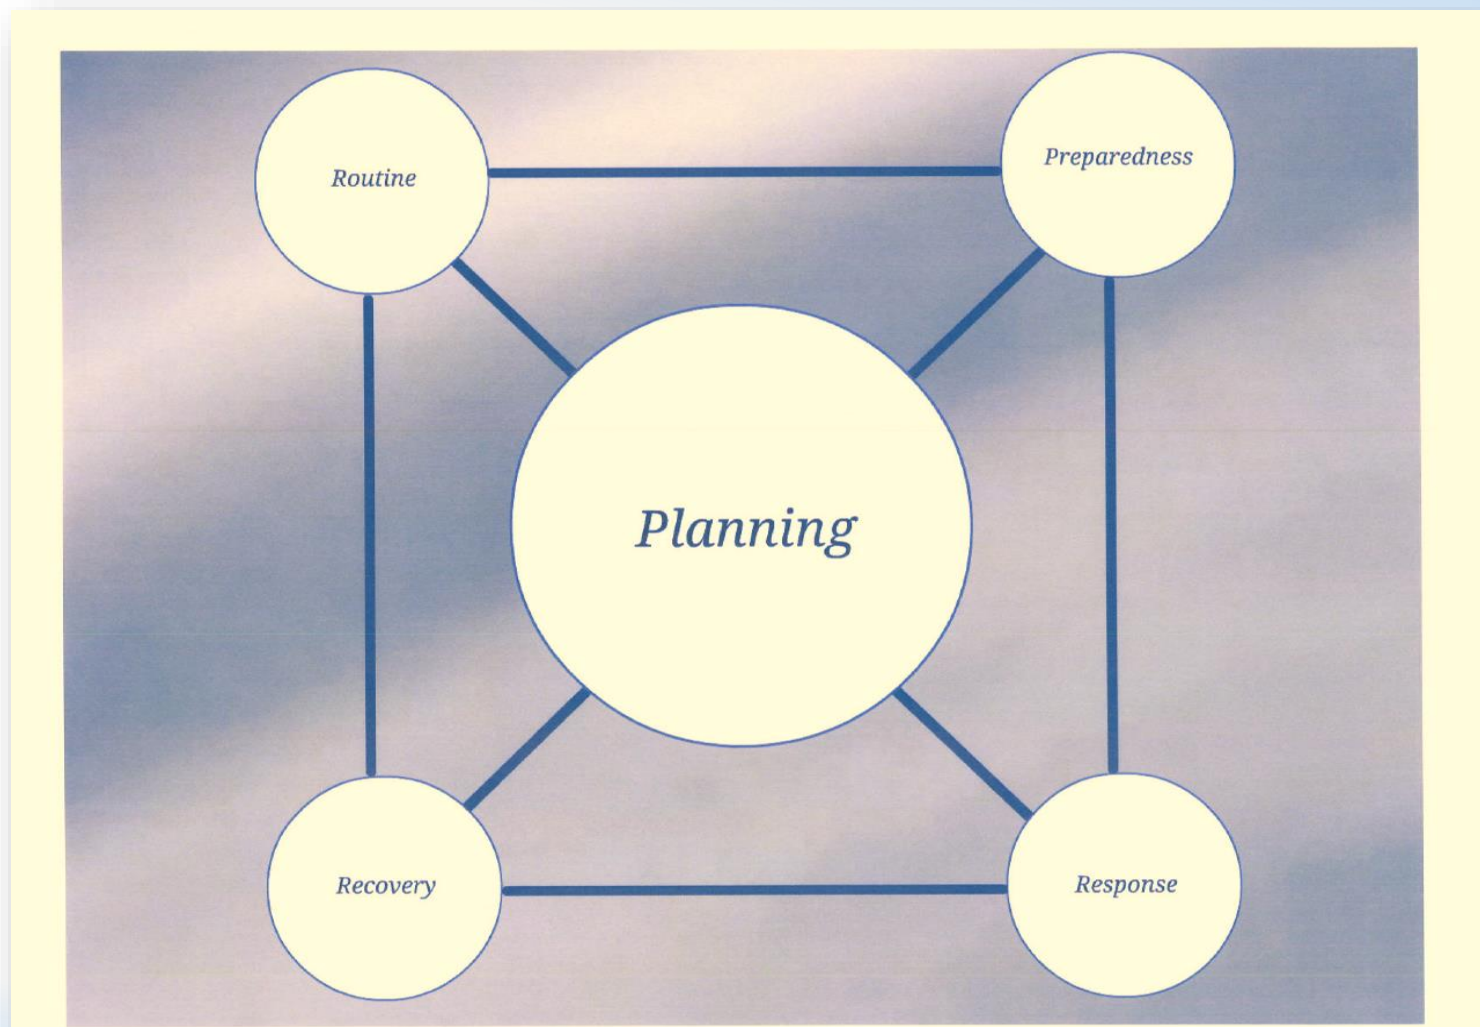 Routine
Preparedness
Planning
Recovery
Response